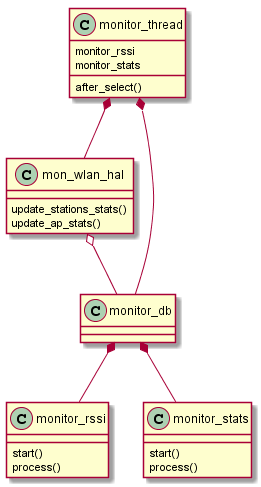 C monitor_thread
monitor_rssi
monitor_stats
after_select()
C mon_wlan_hal
update_stations_stats()
update_ap_stats()
C monitor_db
C monitor_rssi
start()
process()
C monitor_stats
start()
process()